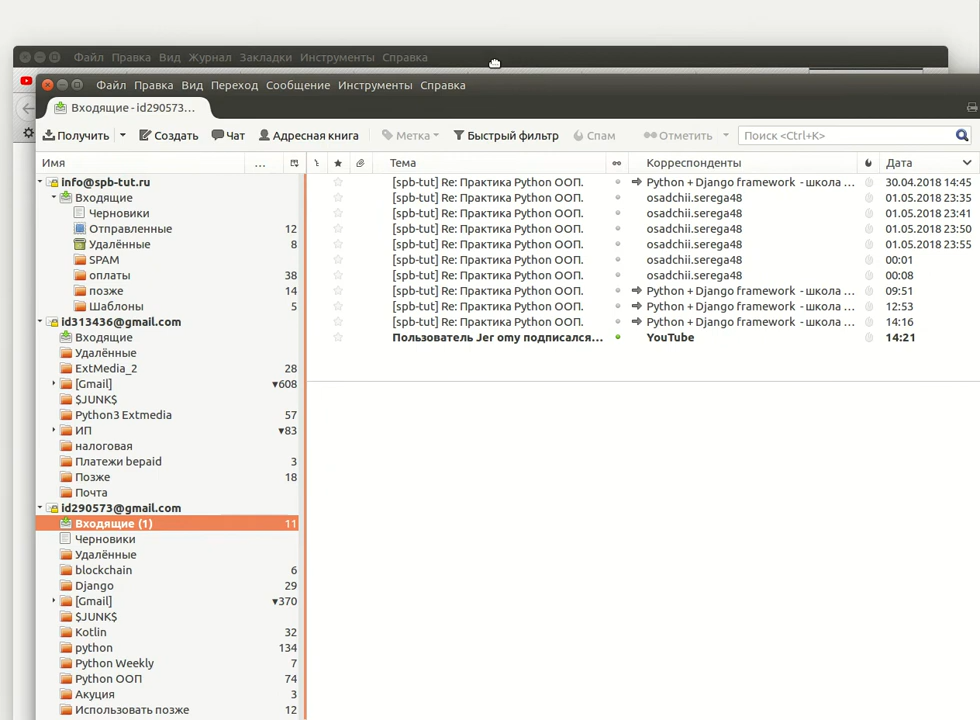 Файл Правка Вид Журнал Закладки Инструменты Справка
Файл Правка Вид Переход Сообщение Инструменты Справка
Входящие - id290573...
Получить Создать Чат Адресная книга Метка Быстрый фильтр Спам Отметить Поиск <Ctrl+K>
Имя ... Тема Корреспонденты Дата
info@spb-tut.ru
Входящие
Черновики
Отправленные 12
Удалённые 8
SPAM
оплаты 38
позже 14
Шаблоны 5
id313436@gmail.com
Входящие
Удалённые
ExtMedia_2 28
[Gmail] ▾608
$JUNK$
Python3 Extmedia 57
ИП ▾83
налоговая
Платежи bepaid 3
Позже 18
Почта
id290573@gmail.com
Входящие (1) 11
Черновики
Удалённые
blockchain 6
Django 29
[Gmail] ▾370
$JUNK$
Kotlin 32
python 134
Python Weekly 7
Python ООП 74
Акуция 3
Использовать позже 12
[spb-tut] Re: Практика Python ООП. Python + Django framework - школа ... 30.04.2018 14:45
[spb-tut] Re: Практика Python ООП. osadchii.serega48 01.05.2018 23:35
[spb-tut] Re: Практика Python ООП. osadchii.serega48 01.05.2018 23:41
[spb-tut] Re: Практика Python ООП. osadchii.serega48 01.05.2018 23:50
[spb-tut] Re: Практика Python ООП. osadchii.serega48 01.05.2018 23:55
[spb-tut] Re: Практика Python ООП. osadchii.serega48 00:01
[spb-tut] Re: Практика Python ООП. osadchii.serega48 00:08
[spb-tut] Re: Практика Python ООП. Python + Django framework - школа ... 09:51
[spb-tut] Re: Практика Python ООП. Python + Django framework - школа ... 12:53
[spb-tut] Re: Практика Python ООП. Python + Django framework - школа ... 14:16
Пользователь Jer omy подписался... YouTube 14:21